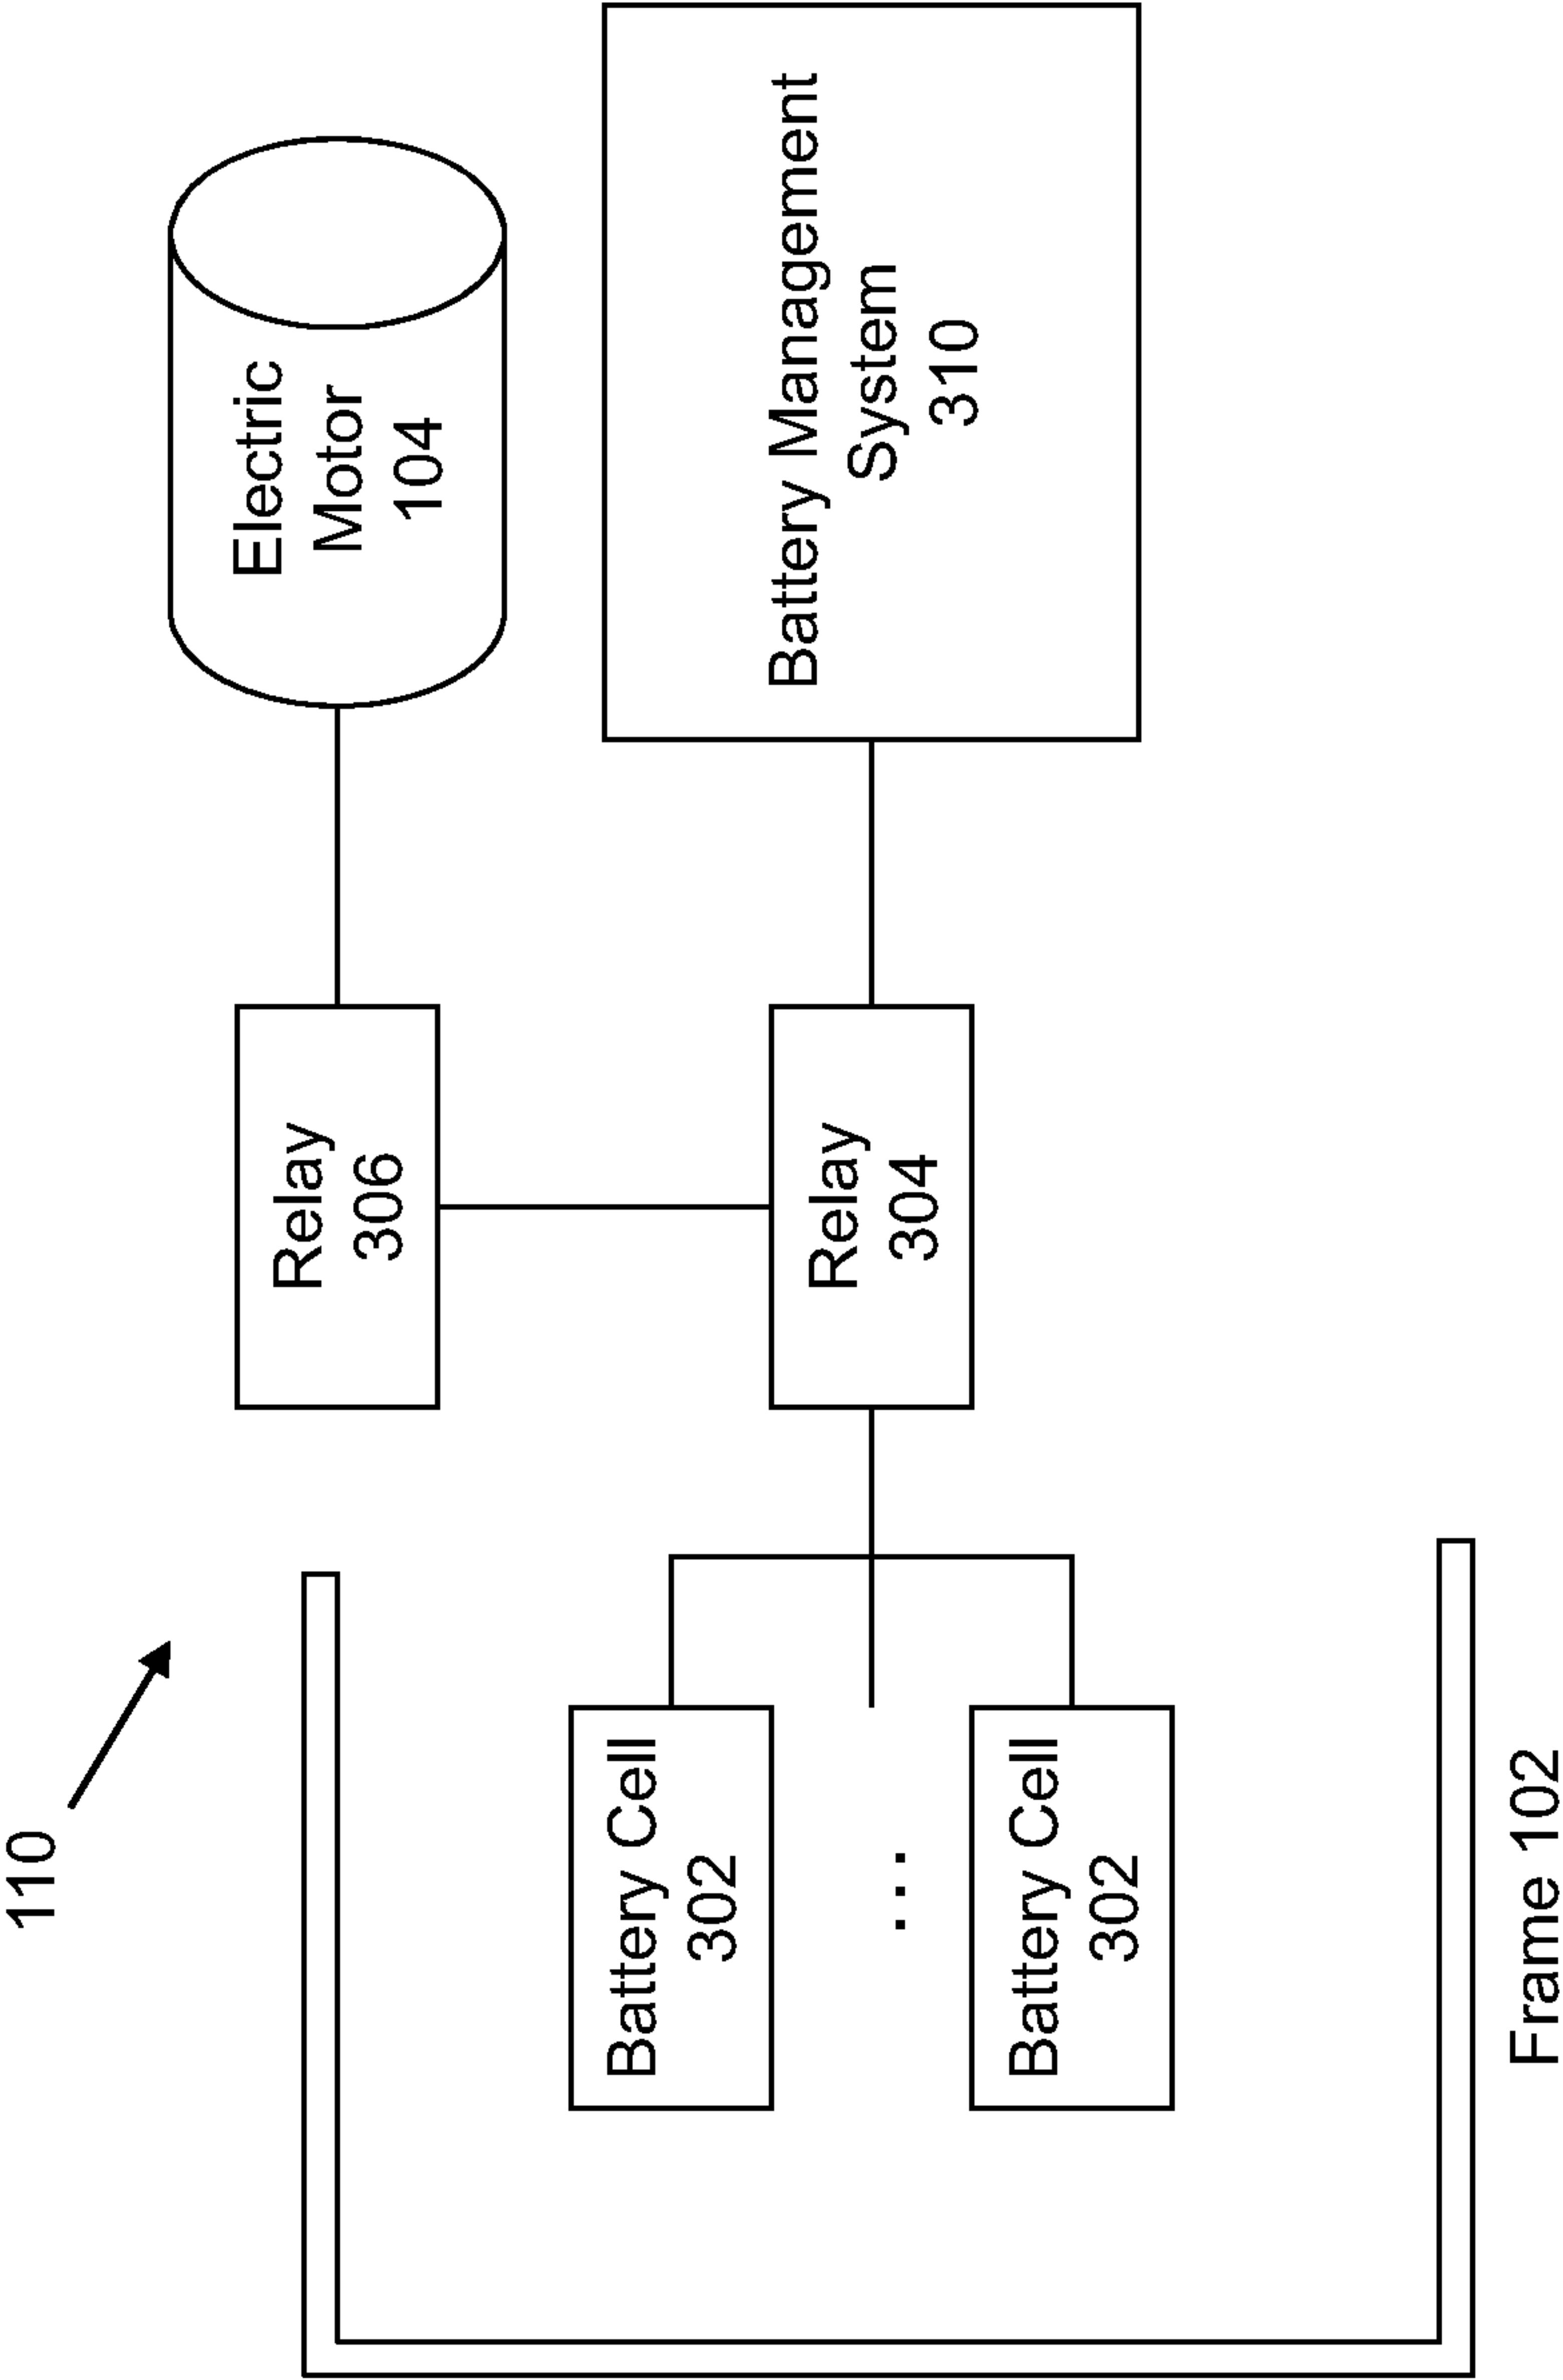 110
Electric
Motor
104
Relay
306
Battery Management
System
310
Relay
304
Battery Cell
302
...
Battery Cell
302
Frame 102